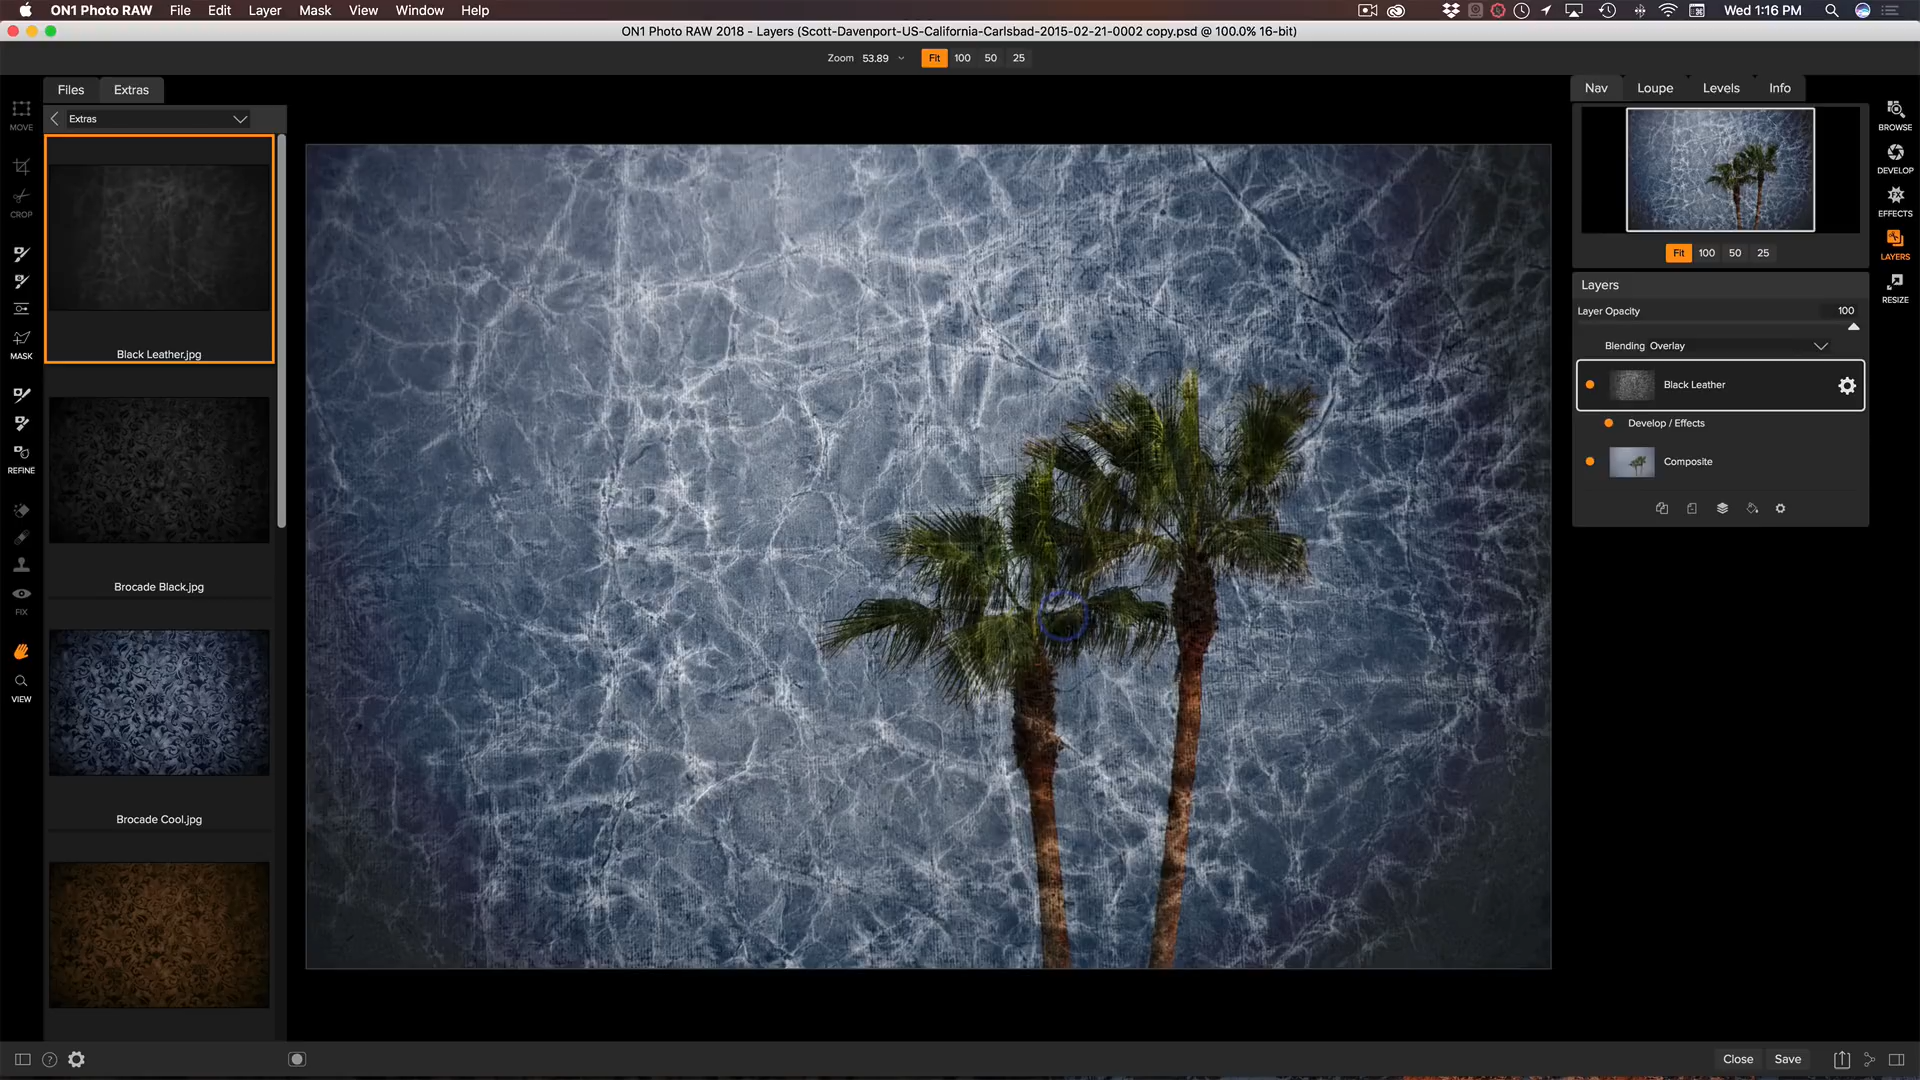 ON1 Photo RAW File Edit Layer Mask View Window Help Wed 1:16 PM
ON1 Photo RAW 2018 - Layers (Scott-Davenport-US-California-Carlsbad-2015-02-21-0002 copy.psd @ 100.0% 16-bit)
Zoom 53.89 Fit 100 50 25
Files Extras
Extras
Black Leather.jpg
Brocade Black.jpg
Brocade Cool.jpg
MOVE
CROP
MASK
REFINE
FIX
VIEW
Nav Loupe Levels Info
Fit 100 50 25
Layers
Layer Opacity 100
Blending Overlay
Black Leather
Develop / Effects
Composite
BROWSE
DEVELOP
EFFECTS
LAYERS
RESIZE
Close Save